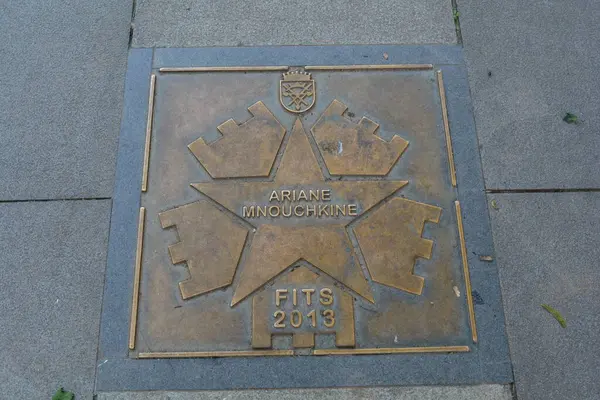 ARIANE
MNOUCHKINE
FITS
2013